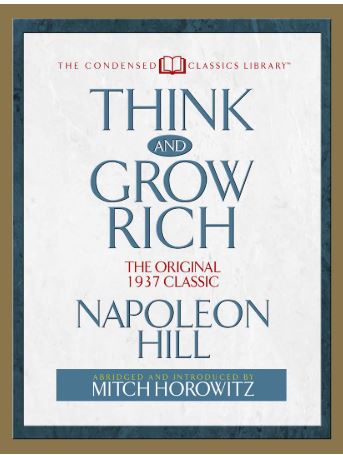 THE CONDENSED CLASSICS LIBRARY™
THINK
AND
GROW
RICH
THE ORIGINAL
1937 CLASSIC
NAPOLEON
HILL
ABRIDGED AND INTRODUCED BY
MITCH HOROWITZ